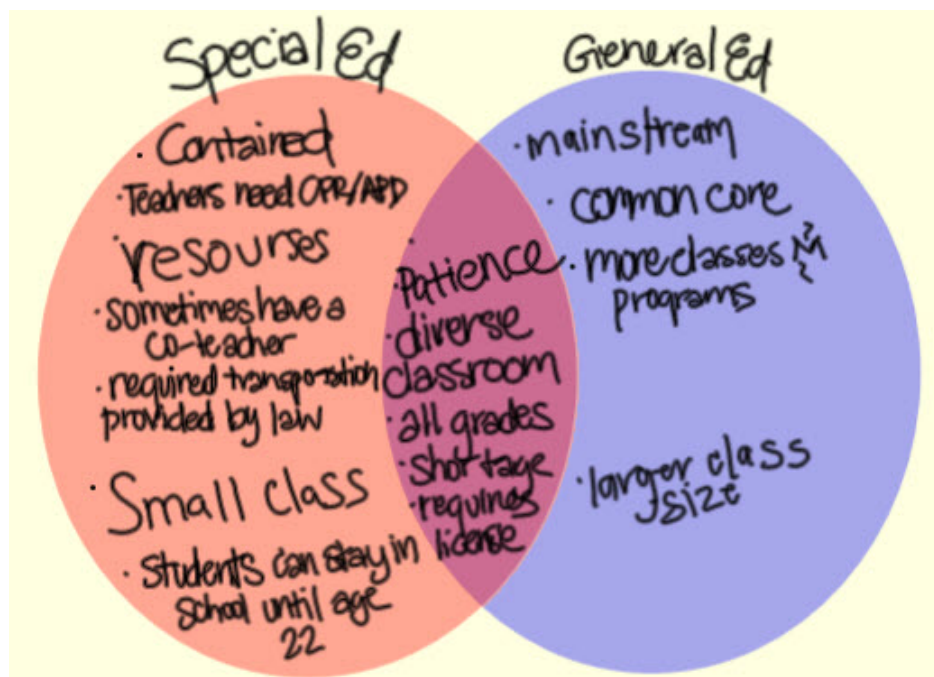 Special Ed
· Contained
· Teachers need CPR/AED
· resourses
· sometimes have a
co-teacher
· required transporation
provided by law
· Small class
· Students can stay in
school until age
22
· Patience
· diverse
classroom
· all grades
· shortage
· requires
license
General Ed
· mainstream
· common core
· more classes
programs
· larger class
size